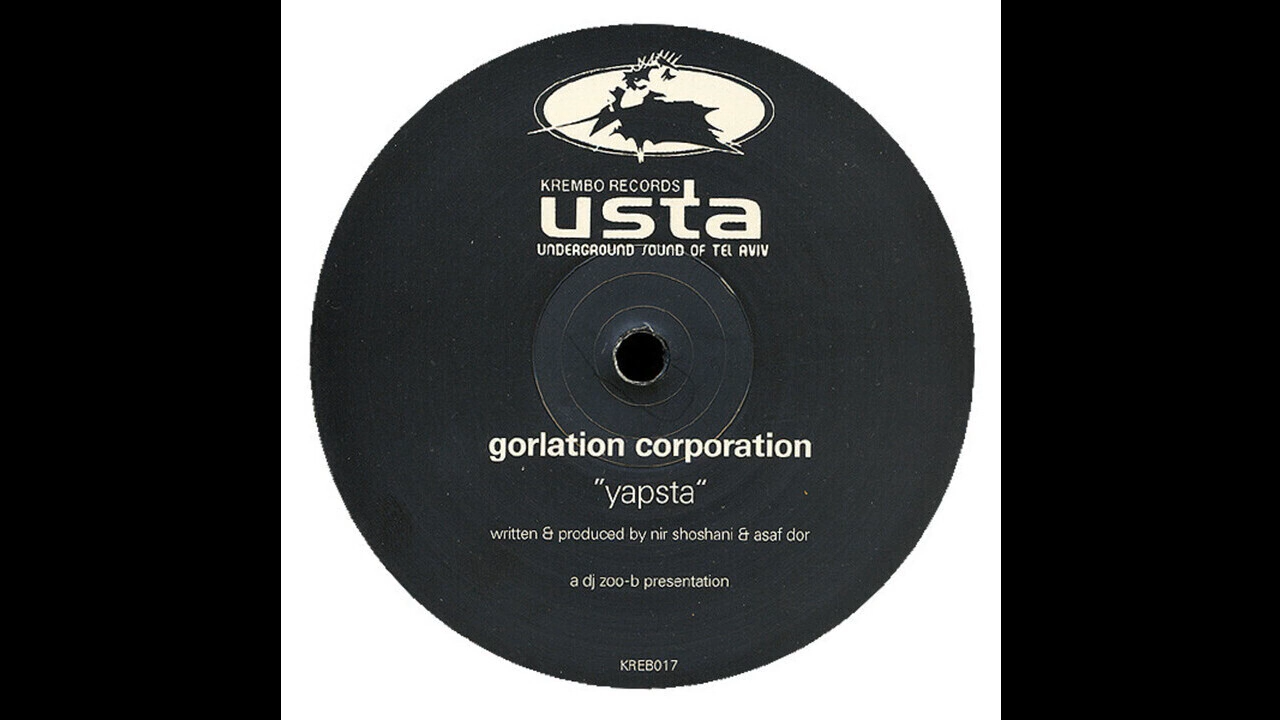 KREMBO RECORDS
usta
UNDERGROUND SOUND OF TEL AVIV
gorlation corporation
"yapsta"
written & produced by nir shoshani & asaf dor
a dj zoo-b presentation
KREB017